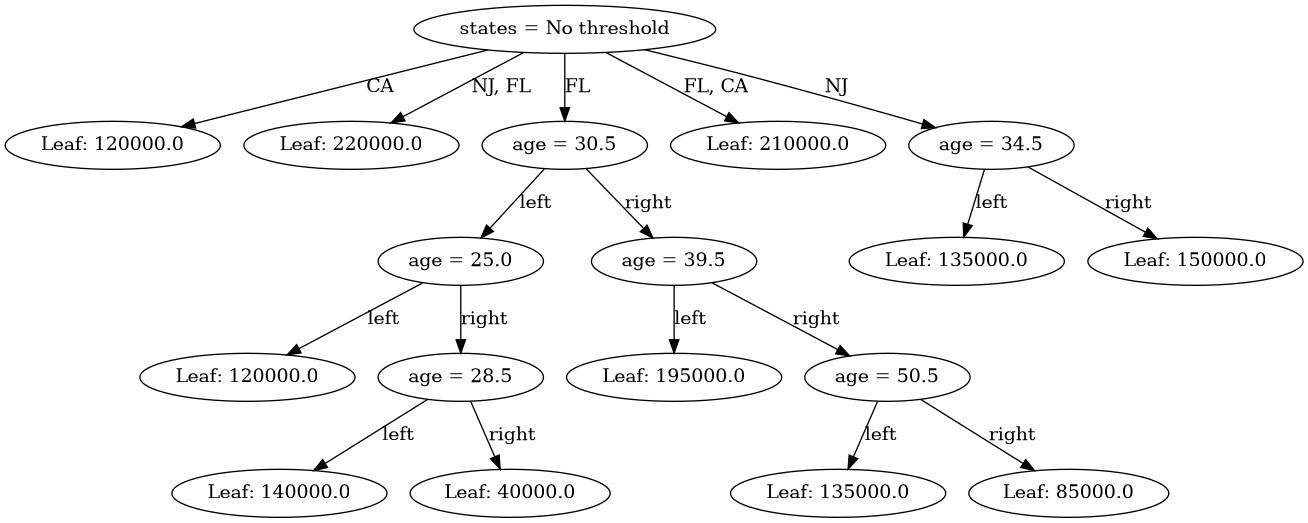 states = No threshold
CA
NJ, FL
FL
FL, CA
NJ
Leaf: 120000.0
Leaf: 220000.0
age = 30.5
Leaf: 210000.0
age = 34.5
left
right
left
right
age = 25.0
age = 39.5
Leaf: 135000.0
Leaf: 150000.0
left
right
left
right
Leaf: 120000.0
age = 28.5
Leaf: 195000.0
age = 50.5
left
right
left
right
Leaf: 140000.0
Leaf: 40000.0
Leaf: 135000.0
Leaf: 85000.0